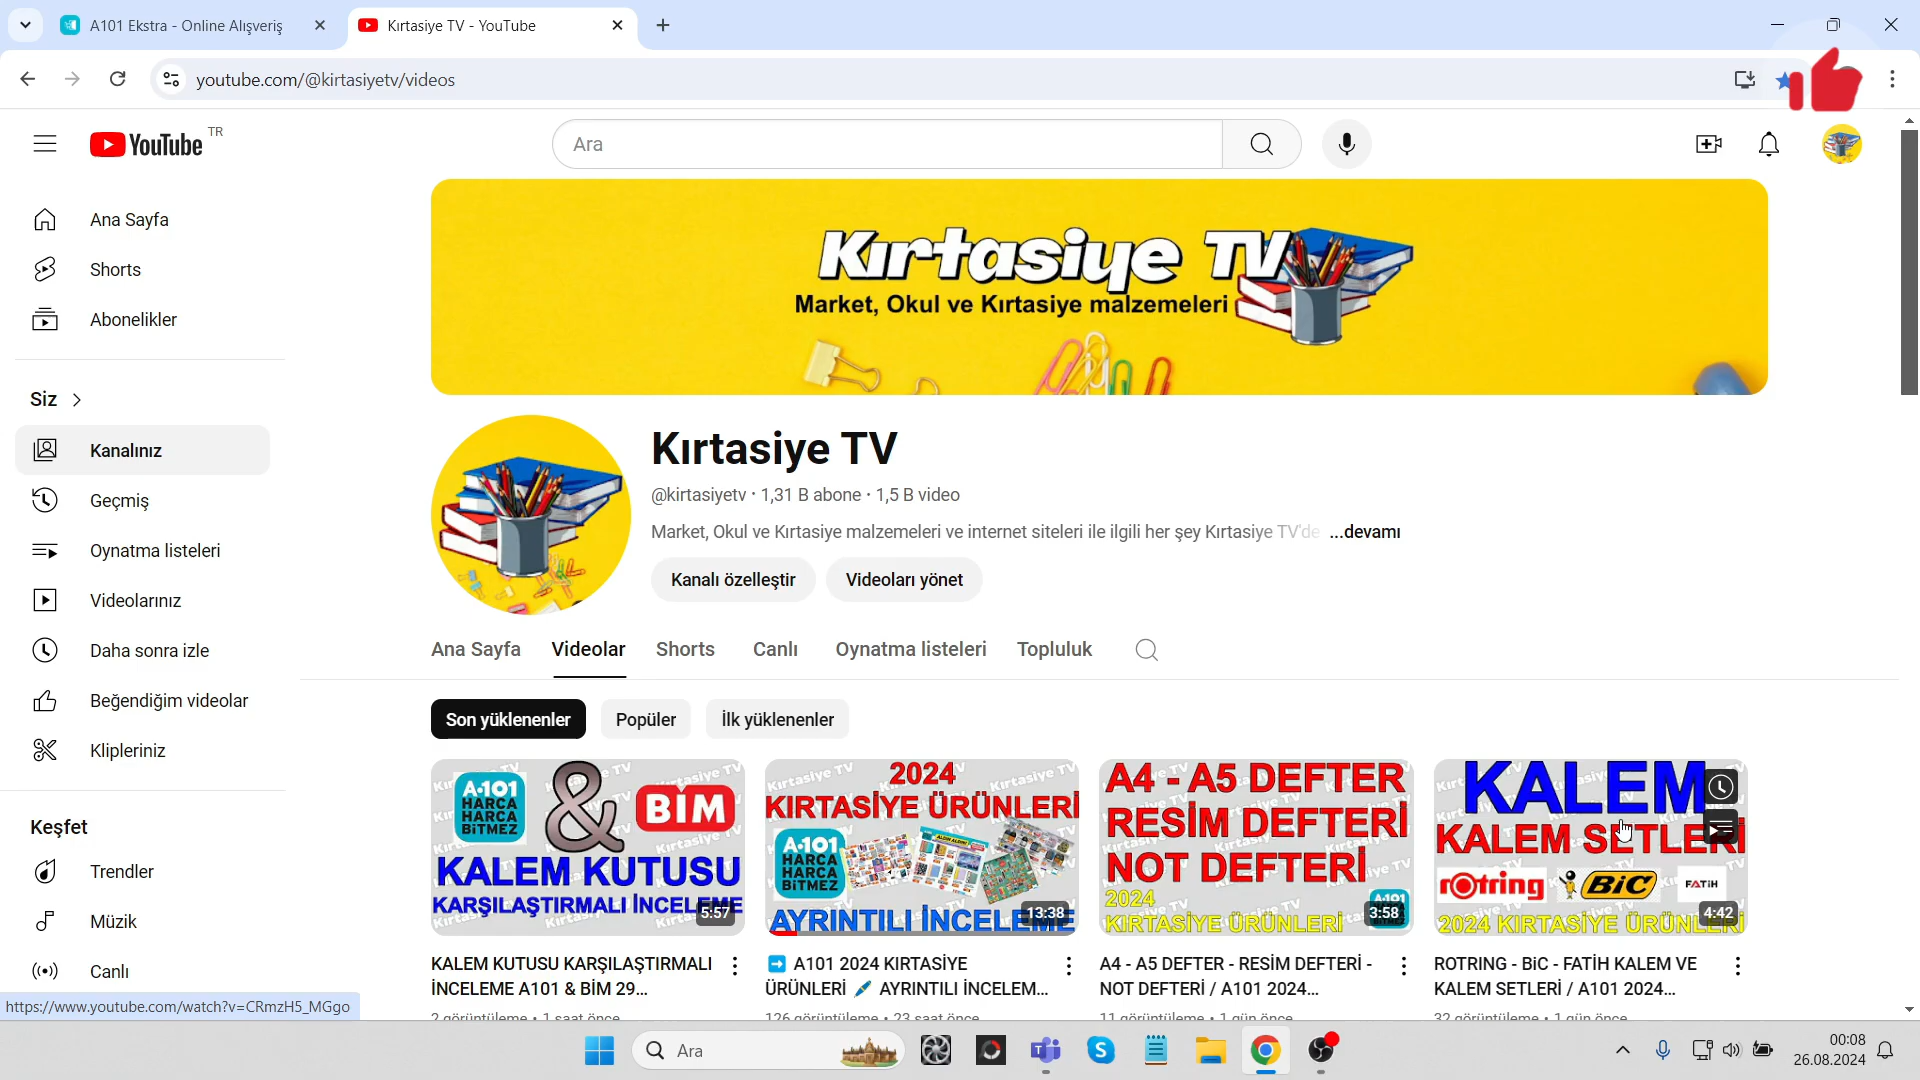 A101 Ekstra - Online Alışveriş
Kırtasiye TV - YouTube
youtube.com/@kirtasiyetv/videos
YouTube TR
Ara
Ana Sayfa
Shorts
Abonelikler
Siz
Kanalınız
Geçmiş
Oynatma listeleri
Videolarınız
Daha sonra izle
Beğendiğim videolar
Klipleriniz
Keşfet
Trendler
Müzik
Canlı
https://www.youtube.com/watch?v=CRmzH5_MGgo
Kırtasiye TV
Market, Okul ve Kırtasiye malzemeleri
Kırtasiye TV
@kirtasiyetv · 1,31 B abone · 1,5 B video
Market, Okul ve Kırtasiye malzemeleri ve internet siteleri ile ilgili her şey Kırtasiye TV'de ...devamı
Kanalı özelleştir
Videoları yönet
Ana Sayfa
Videolar
Shorts
Canlı
Oynatma listeleri
Topluluk
Son yüklenenler
Popüler
İlk yüklenenler
A-101
HARCA
BİTMEZ
&
BİM
KALEM KUTUSU
KARŞILAŞTIRMALI İNCELEME
5:57
KALEM KUTUSU KARŞILAŞTIRMALI
İNCELEME A101 & BİM 29...
2 görüntüleme · 1 saat önce
2024
KIRTASİYE ÜRÜNLERİ
A-101
HARCA
BİTMEZ
AYRINTILI İNCELEME
13:38
A101 2024 KIRTASİYE
ÜRÜNLERİ 🖊️ AYRINTILI İNCELEM...
126 görüntüleme · 23 saat önce
A4 - A5 DEFTER
RESİM DEFTERİ
NOT DEFTERİ
2024
KIRTASİYE ÜRÜNLERİ
A-101
3:58
A4 - A5 DEFTER - RESİM DEFTERİ -
NOT DEFTERİ / A101 2024...
11 görüntüleme · 1 gün önce
KALEM
KALEM SETLERİ
rotring
BiC
FATiH
2024 KIRTASİYE ÜRÜNLERİ
4:42
ROTRING - BiC - FATİH KALEM VE
KALEM SETLERİ / A101 2024...
32 görüntüleme · 1 gün önce
Ara
00:08
26.08.2024